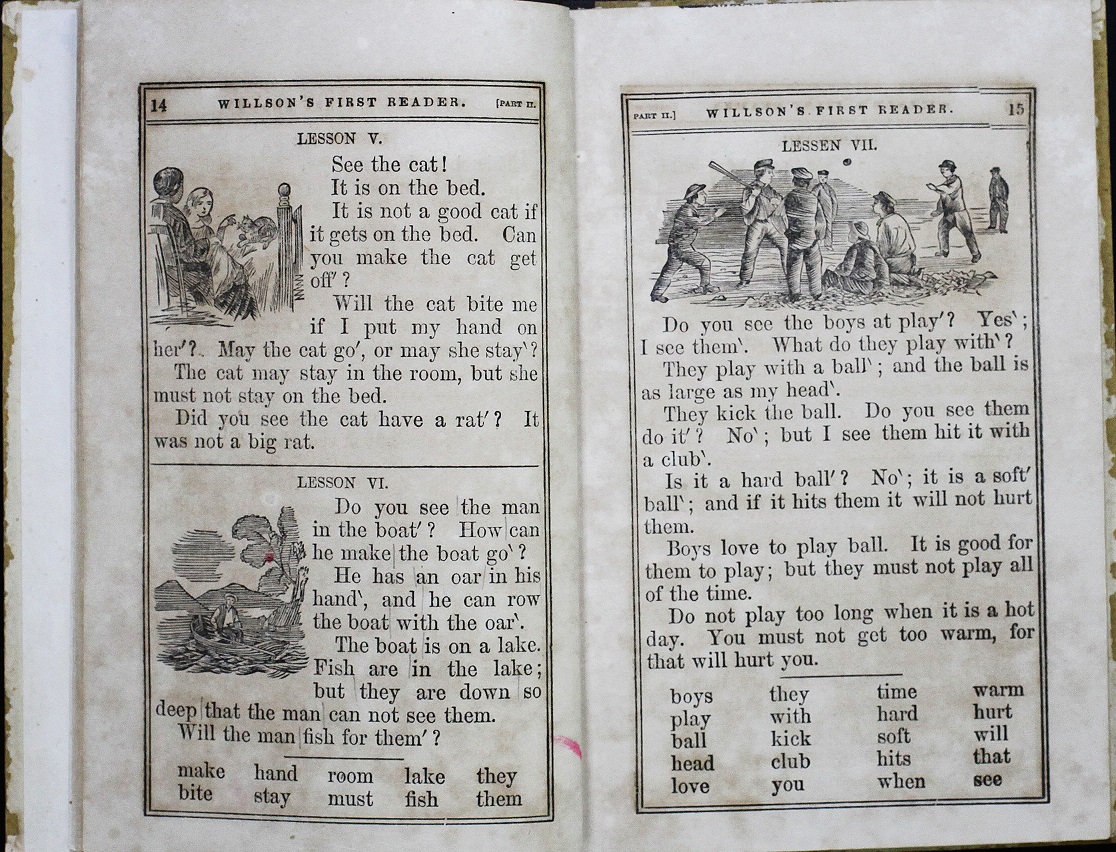 14 WILLSON'S FIRST READER. [PART II.
LESSON V.
See the cat!
It is on the bed.
It is not a good cat if
it gets on the bed. Can
you make the cat get
off′?
Will the cat bite me
if I put my hand on
her′? May the cat go′, or may she stay‵?
The cat may stay in the room, but she
must not stay on the bed.
Did you see the cat have a rat′? It
was not a big rat.
LESSON VI.
Do you see the man
in the boat′? How can
he make the boat go‵?
He has an oar in his
hand‵, and he can row
the boat with the oar‵.
The boat is on a lake.
Fish are in the lake;
but they are down so
deep that the man can not see them.
Will the man fish for them′?
make hand room lake they
bite stay must fish them
PART II.] WILLSON'S FIRST READER. 15
LESSEN VII.
Do you see the boys at play′? Yes‵;
I see them‵. What do they play with‵?
They play with a ball‵; and the ball is
as large as my head‵.
They kick the ball. Do you see them
do it′? No‵; but I see them hit it with
a club‵.
Is it a hard ball′? No‵; it is a soft′
ball‵; and if it hits them it will not hurt
them.
Boys love to play ball. It is good for
them to play; but they must not play all
of the time.
Do not play too long when it is a hot
day. You must not get too warm, for
that will hurt you.
boys they time warm
play with hard hurt
ball kick soft will
head club hits that
love you when see